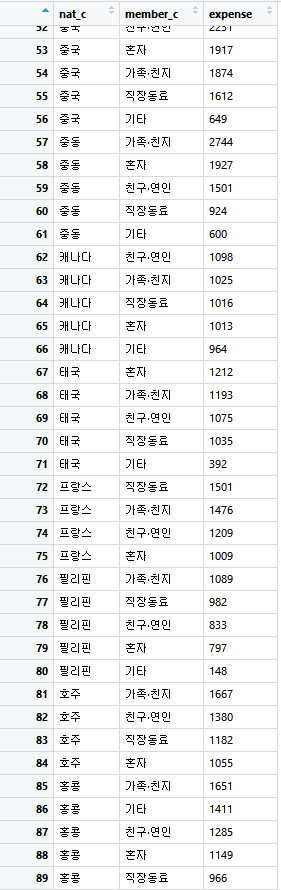 nat_c member_c expense
52 중국 친구·연인 2251
53 중국 혼자 1917
54 중국 가족·친지 1874
55 중국 직장동료 1612
56 중국 기타 649
57 중동 가족·친지 2744
58 중동 혼자 1927
59 중동 친구·연인 1501
60 중동 직장동료 924
61 중동 기타 600
62 캐나다 친구·연인 1098
63 캐나다 가족·친지 1025
64 캐나다 직장동료 1016
65 캐나다 혼자 1013
66 캐나다 기타 964
67 태국 혼자 1212
68 태국 가족·친지 1193
69 태국 친구·연인 1075
70 태국 직장동료 1035
71 태국 기타 392
72 프랑스 직장동료 1501
73 프랑스 가족·친지 1476
74 프랑스 친구·연인 1209
75 프랑스 혼자 1009
76 필리핀 가족·친지 1089
77 필리핀 직장동료 982
78 필리핀 친구·연인 833
79 필리핀 혼자 797
80 필리핀 기타 148
81 호주 가족·친지 1667
82 호주 친구·연인 1380
83 호주 직장동료 1182
84 호주 혼자 1055
85 홍콩 가족·친지 1651
86 홍콩 기타 1411
87 홍콩 친구·연인 1285
88 홍콩 혼자 1149
89 홍콩 직장동료 966